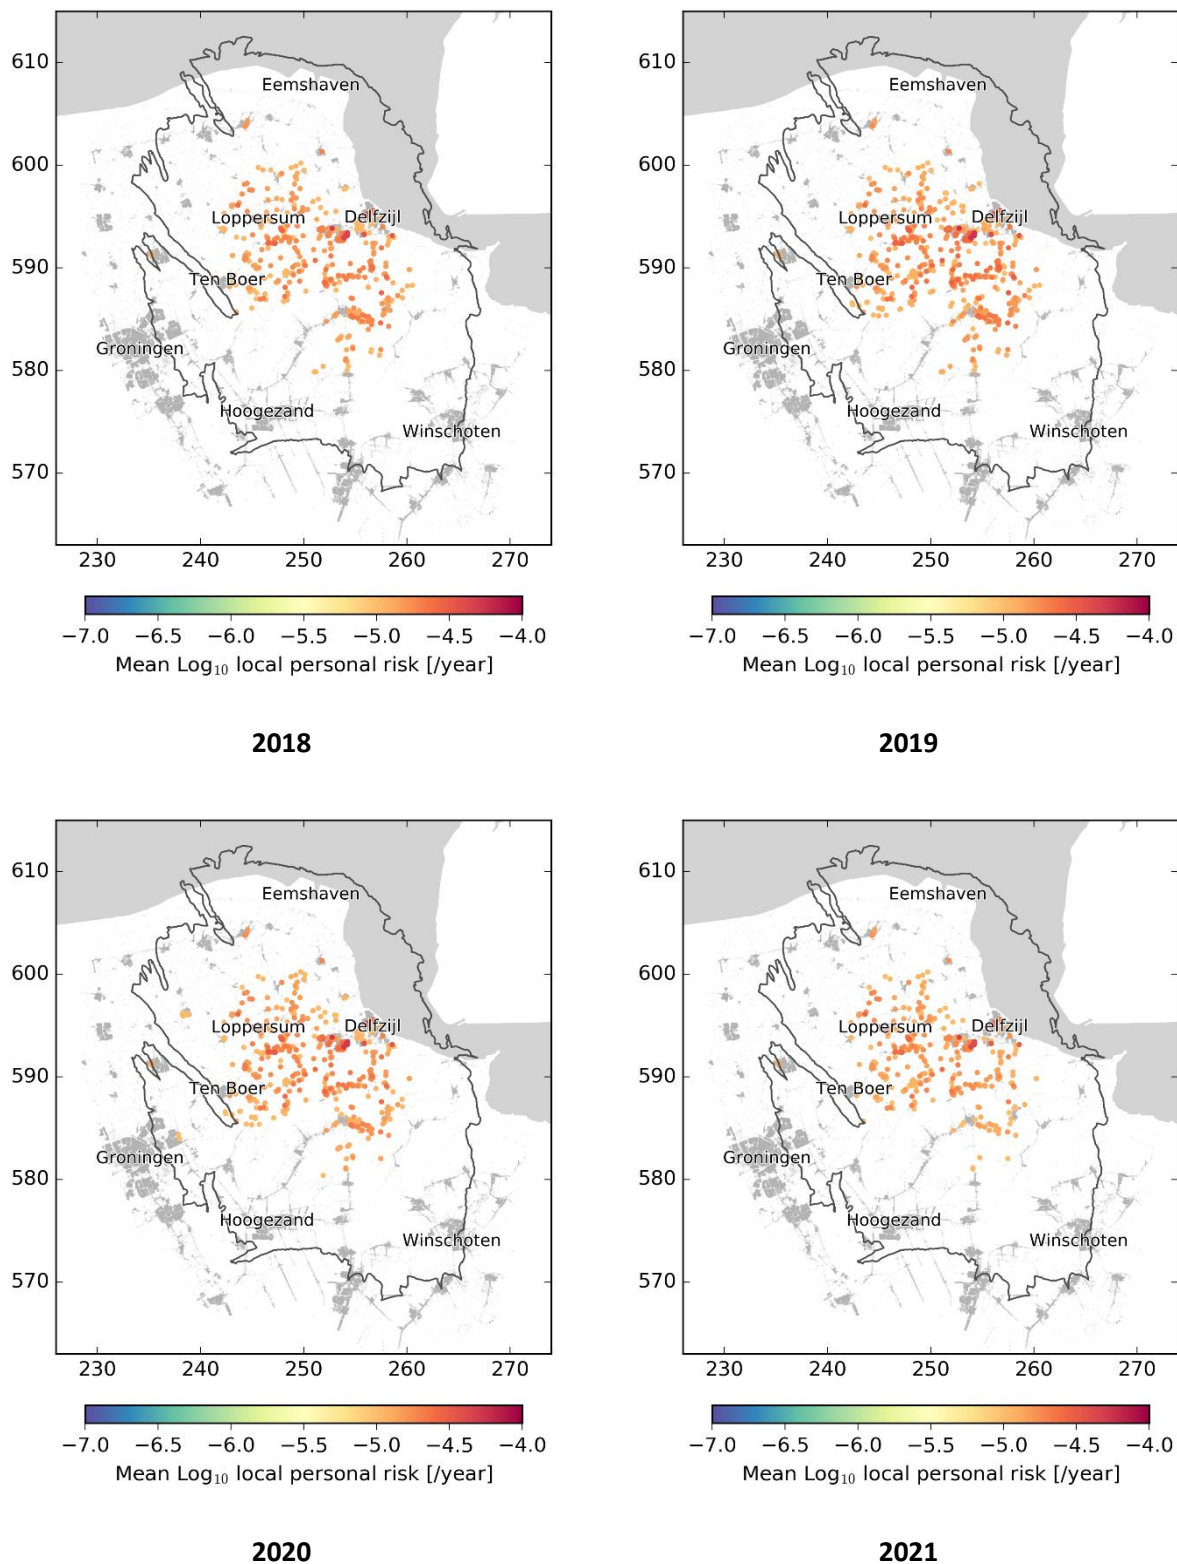 610
600
590
580
570
Eemshaven
Loppersum
Delfzijl
Ten Boer
Groningen
Hoogezand
Winschoten
230 240 250 260 270
−7.0 −6.5 −6.0 −5.5 −5.0 −4.5 −4.0
Mean Log₁₀ local personal risk [/year]
2018
610
600
590
580
570
Eemshaven
Loppersum
Delfzijl
Ten Boer
Groningen
Hoogezand
Winschoten
230 240 250 260 270
−7.0 −6.5 −6.0 −5.5 −5.0 −4.5 −4.0
Mean Log₁₀ local personal risk [/year]
2019
610
600
590
580
570
Eemshaven
Loppersum
Delfzijl
Ten Boer
Groningen
Hoogezand
Winschoten
230 240 250 260 270
−7.0 −6.5 −6.0 −5.5 −5.0 −4.5 −4.0
Mean Log₁₀ local personal risk [/year]
2020
610
600
590
580
570
Eemshaven
Loppersum
Delfzijl
Ten Boer
Groningen
Hoogezand
Winschoten
230 240 250 260 270
−7.0 −6.5 −6.0 −5.5 −5.0 −4.5 −4.0
Mean Log₁₀ local personal risk [/year]
2021